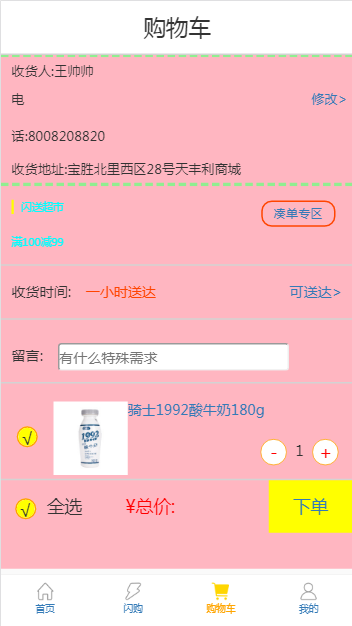 购物车
收货人:王帅帅
电
修改>
话:8008208820
收货地址:宝胜北里西区28号天丰利商城
闪送超市
凑单专区
满100减99
收货时间: 一小时送达 可送达>
留言: 有什么特殊需求
骑士1992酸牛奶180g
1992
√
- 1 +
√ 全选 ¥总价: 下单
首页 闪购 购物车 我的